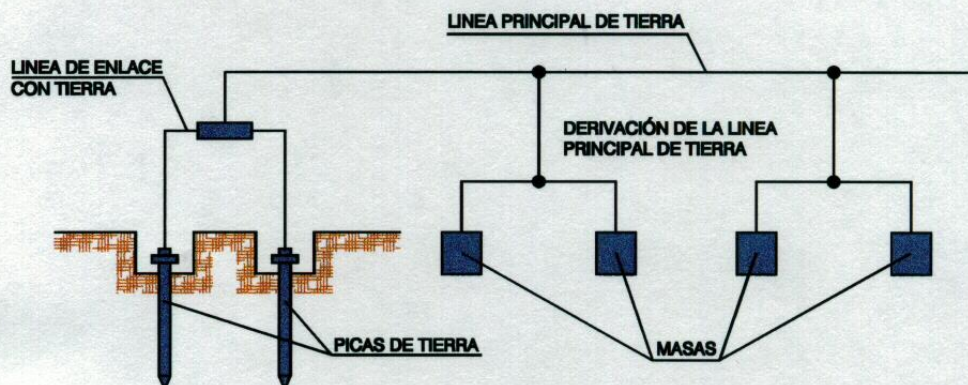 LINEA PRINCIPAL DE TIERRA
LINEA DE ENLACE
CON TIERRA
DERIVACIÓN DE LA LINEA
PRINCIPAL DE TIERRA
PICAS DE TIERRA
MASAS